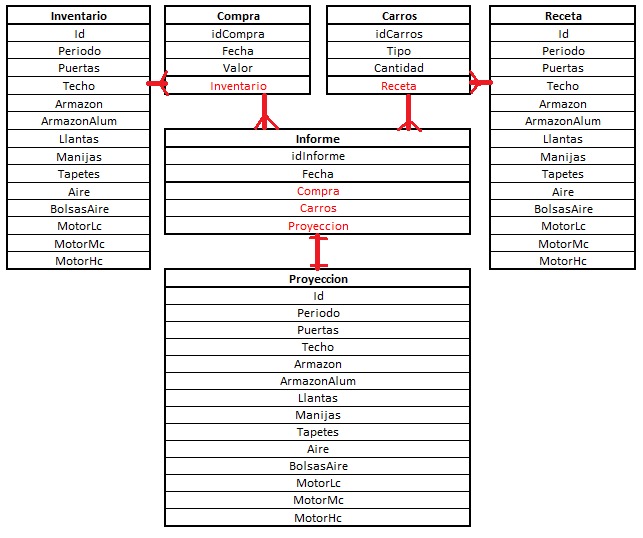 Inventario
Id
Periodo
Puertas
Techo
Armazon
ArmazonAlum
Llantas
Manijas
Tapetes
Aire
BolsasAire
MotorLc
MotorMc
MotorHc
Compra
idCompra
Fecha
Valor
Inventario
Carros
idCarros
Tipo
Cantidad
Receta
Receta
Id
Periodo
Puertas
Techo
Armazon
ArmazonAlum
Llantas
Manijas
Tapetes
Aire
BolsasAire
MotorLc
MotorMc
MotorHc
Informe
idInforme
Fecha
Compra
Carros
Proyeccion
Proyeccion
Id
Periodo
Puertas
Techo
Armazon
ArmazonAlum
Llantas
Manijas
Tapetes
Aire
BolsasAire
MotorLc
MotorMc
MotorHc